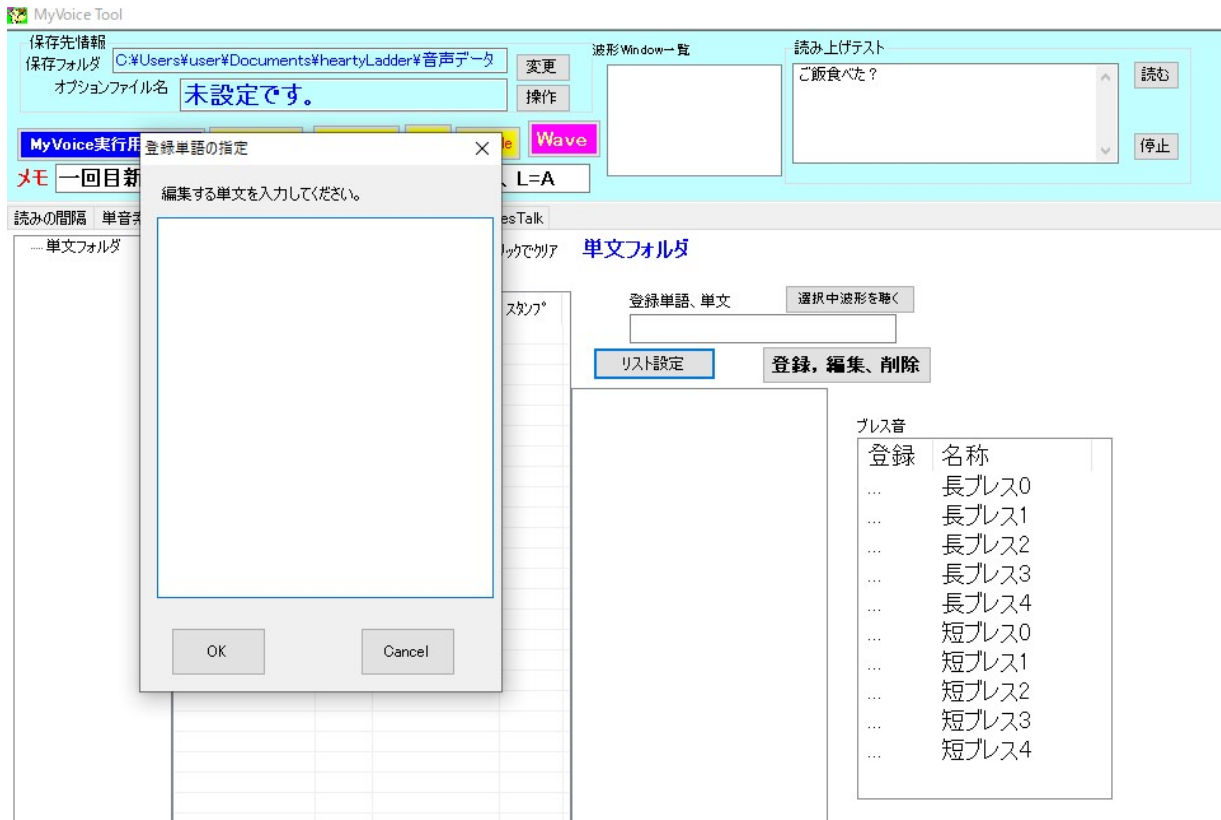 MyVoice Tool
保存先情報
保存フォルダ C:¥Users¥user¥Documents¥heartyLadder¥音声データ 変更
オプションファイル名 未設定です。 操作
波形Window一覧
読み上げテスト
ご飯食べた？
読む
停止
MyVoice実行用
Wave
メモ 一回目新
、L=A
読みの間隔 単音
esTalk
単文フォルダ
リックでクリア
単文フォルダ
スタンプ
登録単語、単文
選択中波形を聴く
リスト設定
登録，編集、削除
登録単語の指定
編集する単文を入力してください。
OK
Cancel
ブレス音
登録 名称
... 長ブレス0
... 長ブレス1
... 長ブレス2
... 長ブレス3
... 長ブレス4
... 短ブレス0
... 短ブレス1
... 短ブレス2
... 短ブレス3
... 短ブレス4